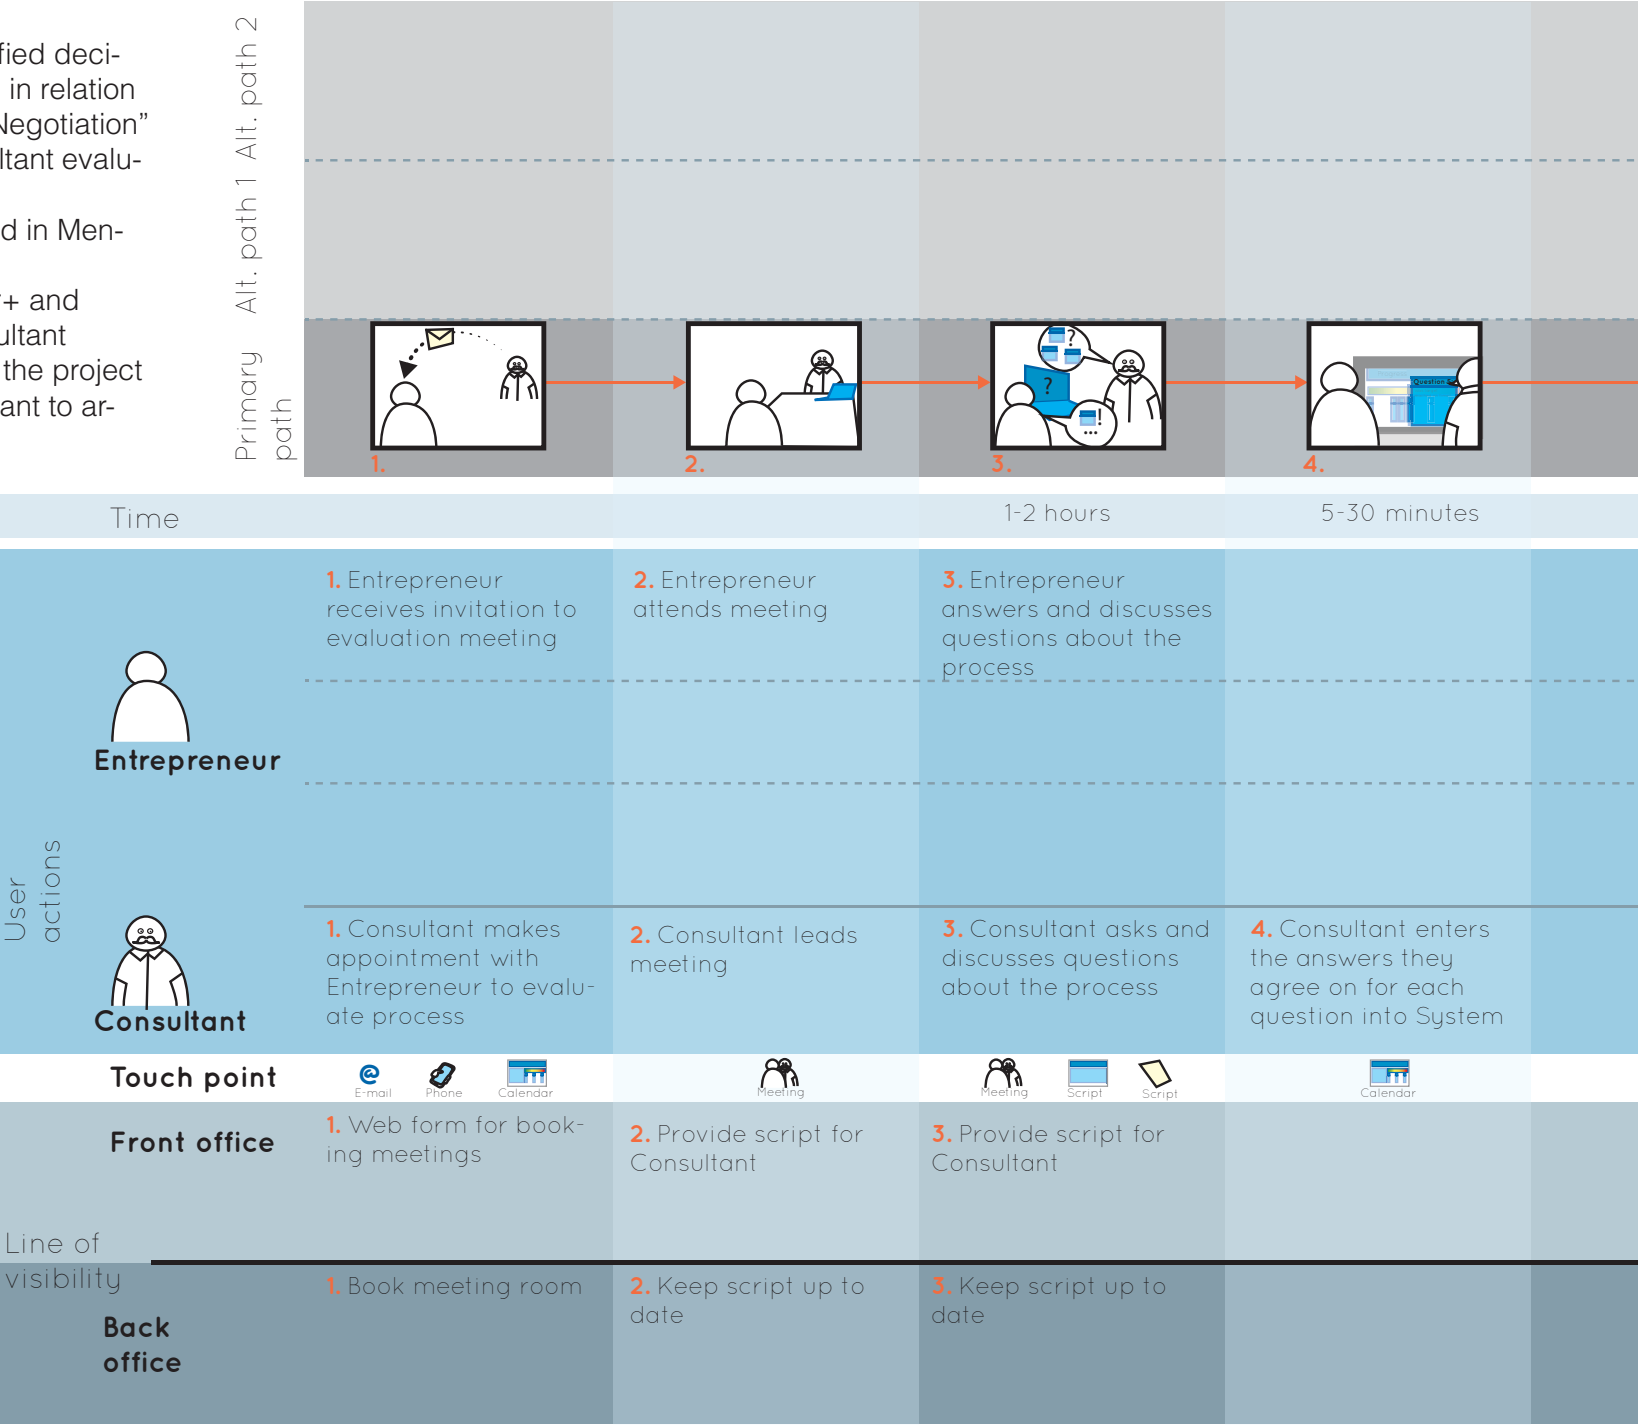 fied deci-
in relation
Negotiation”
ltant evalu-
d in Men-
+ and
ultant
the project
ant to ar-
Alt. path 2
Alt. path 1
Primary
path
?
?
!
...
Question
1.
2.
3.
4.
Time
1-2 hours
5-30 minutes
User
actions
Entrepreneur
1. Entrepreneur
receives invitation to
evaluation meeting
2. Entrepreneur
attends meeting
3. Entrepreneur
answers and discusses
questions about the
process
Consultant
1. Consultant makes
appointment with
Entrepreneur to evalu-
ate process
2. Consultant leads
meeting
3. Consultant asks and
discusses questions
about the process
4. Consultant enters
the answers they
agree on for each
question into System
Touch point
@
E-mail
Phone
Calendar
Meeting
Meeting
Script
Script
Calendar
Front office
1. Web form for book-
ing meetings
2. Provide script for
Consultant
3. Provide script for
Consultant
Line of
visibility
Back
office
1. Book meeting room
2. Keep script up to
date
3. Keep script up to
date